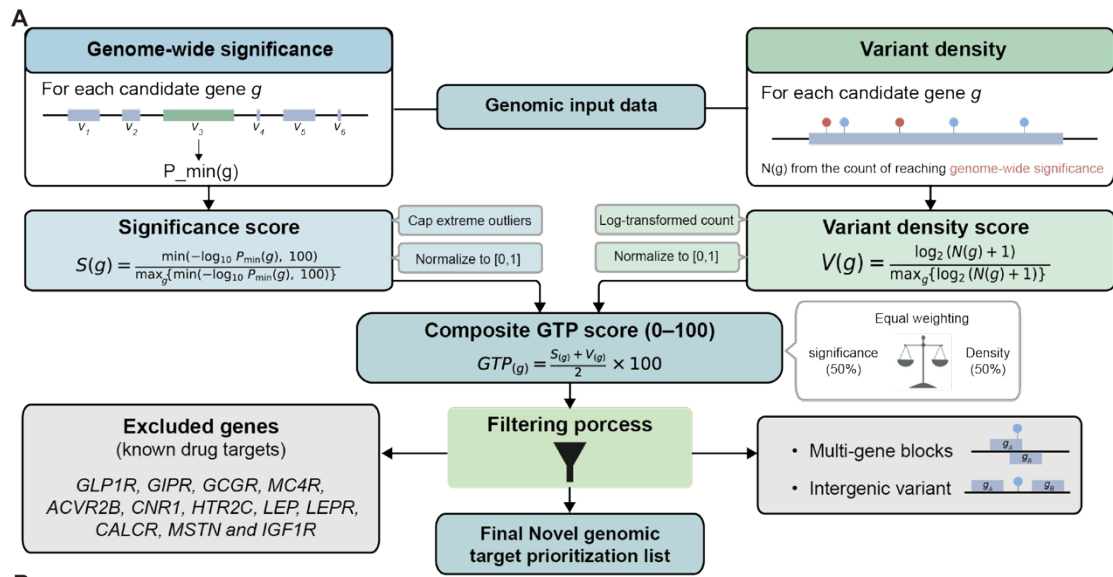 A
Genome-wide significance
For each candidate gene g
v1 v2 v3 v4 v5 v6
P_min(g)
Genomic input data
Variant density
For each candidate gene g
N(g) from the count of reaching genome-wide significance
Significance score
S(g) = min(−log10 Pmin(g), 100) / maxg{min(−log10 Pmin(g), 100)}
Cap extreme outliers
Normalize to [0,1]
Log-transformed count
Normalize to [0,1]
Variant density score
V(g) = log2 (N(g) + 1) / maxg{log2 (N(g) + 1)}
Composite GTP score (0–100)
GTP(g) = S(g) + V(g) / 2 × 100
Equal weighting
significance
(50%)
Density
(50%)
Excluded genes
(known drug targets)
GLP1R, GIPR, GCGR, MC4R,
ACVR2B, CNR1, HTR2C, LEP, LEPR,
CALCR, MSTN and IGF1R
Filtering porcess
• Multi-gene blocks
gA
gB
• Intergenic variant
gA gB
Final Novel genomic
target prioritization list